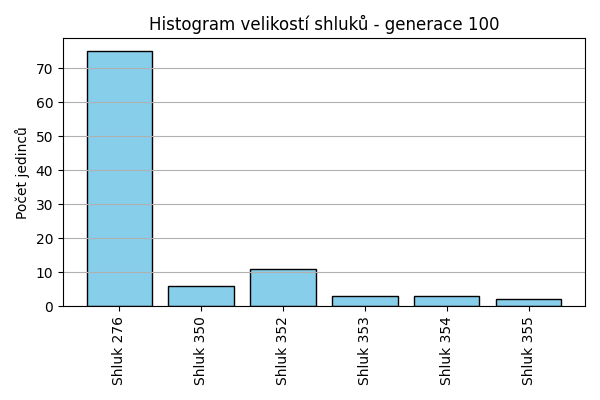 Histogram velikostí shluků - generace 100
Počet jedinců
70
60
50
40
30
20
10
0
Shluk 276
Shluk 350
Shluk 352
Shluk 353
Shluk 354
Shluk 355